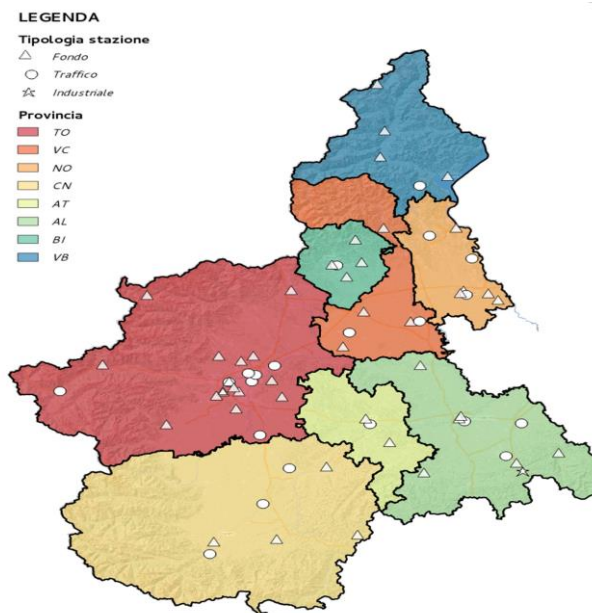 LEGENDA
Tipologia stazione
Fondo
Traffico
Industriale
Provincia
TO
VC
NO
CN
AT
AL
BI
VB